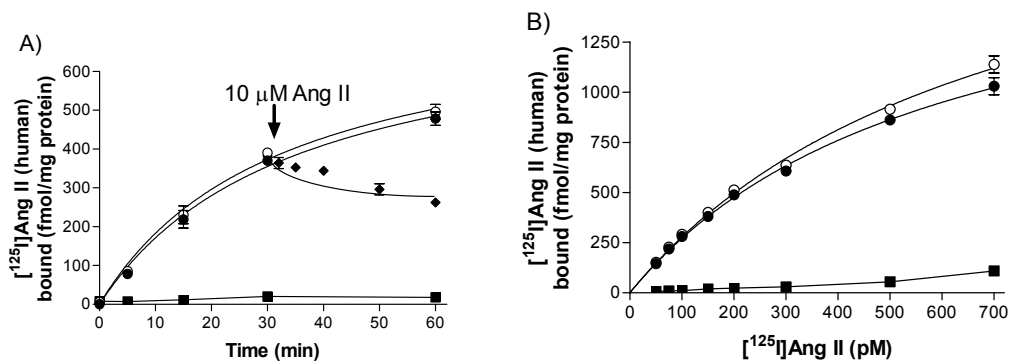 A)
10 μM Ang II
[125I]Ang II (human)
bound (fmol/mg protein)
600
500
400
300
200
100
0
0 10 20 30 40 50 60
Time (min)
B)
[125I]Ang II (human)
bound (fmol/mg protein)
1250
1000
750
500
250
0
0 100 200 300 400 500 600 700
[125I]Ang II (pM)